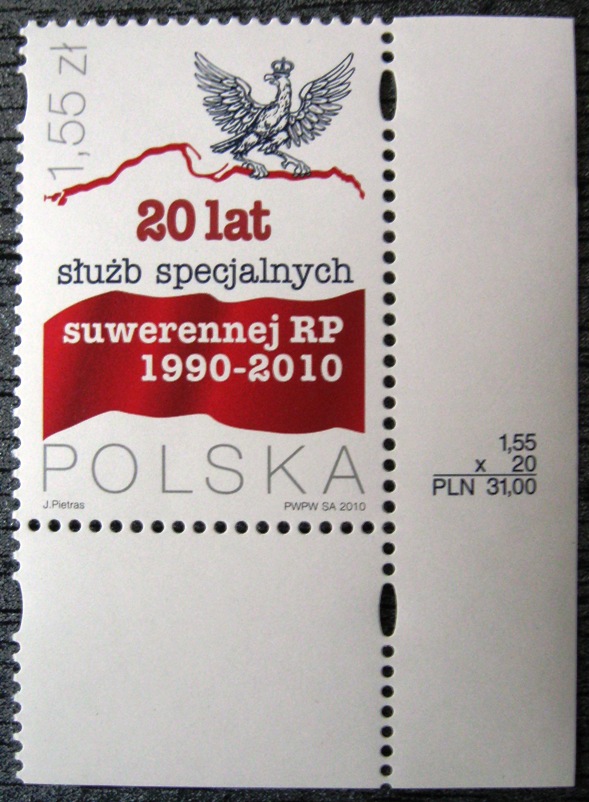 1,55 zł
20 lat
służb specjalnych
suwerennej RP
1990-2010
POLSKA
J.Pietras
PWPW SA 2010
1,55
x 20
PLN 31,00